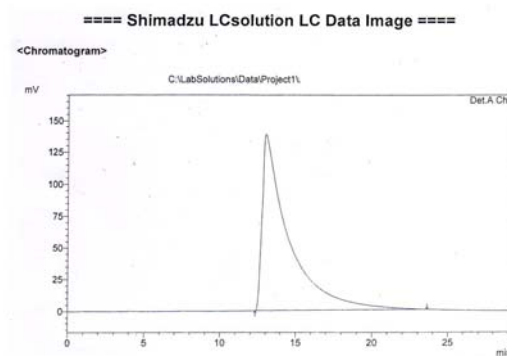 ==== Shimadzu LCsolution LC Data Image ====
<Chromatogram>
C:\LabSolutions\Data\Project1\
mV
Det.A Ch
150
125
100
75
50
25
0
0 5 10 15 20 25
mi